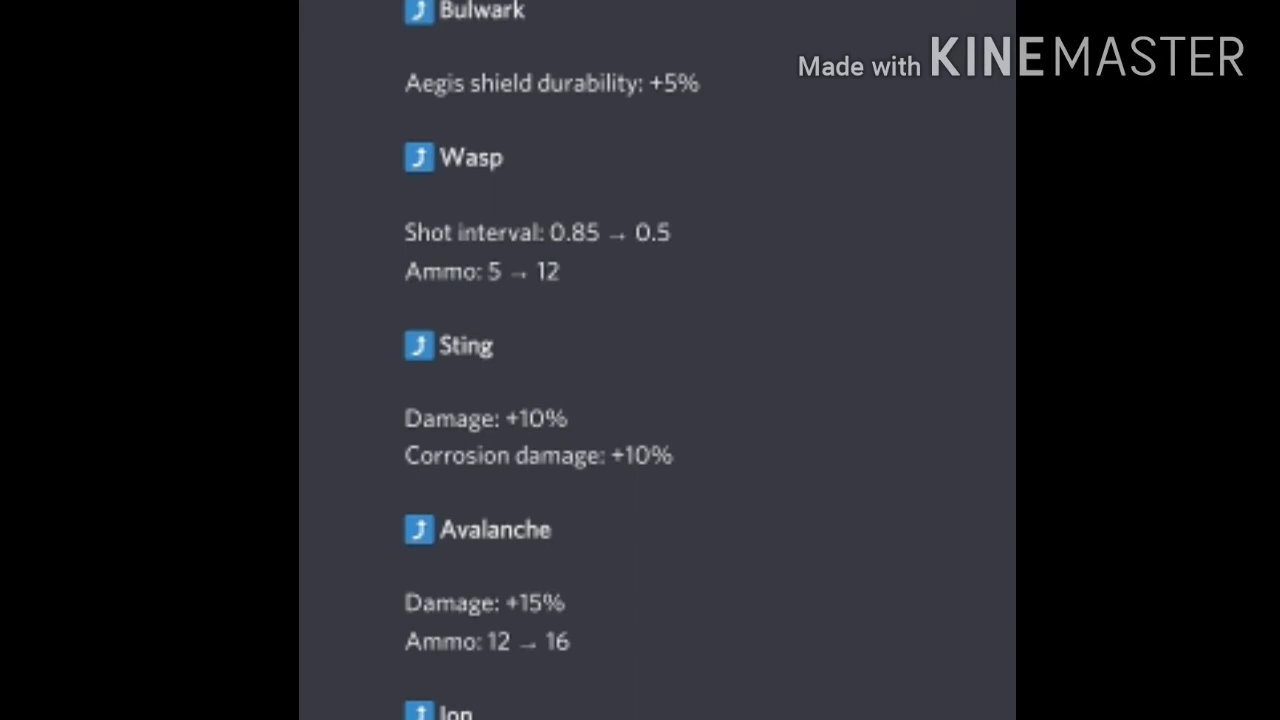 ⤴ Bulwark
Made with KINEMASTER
Aegis shield durability: +5%
⤴ Wasp
Shot interval: 0.85 → 0.5
Ammo: 5 → 12
⤴ Sting
Damage: +10%
Corrosion damage: +10%
⤴ Avalanche
Damage: +15%
Ammo: 12 → 16
⤴ Ion